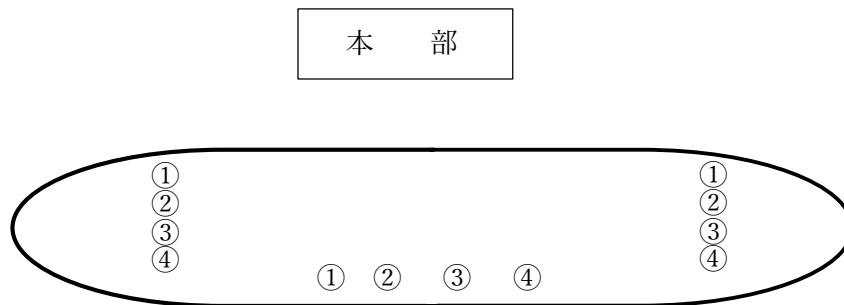 本　部
① ①
② ②
③ ③
④ ④
① ② ③ ④